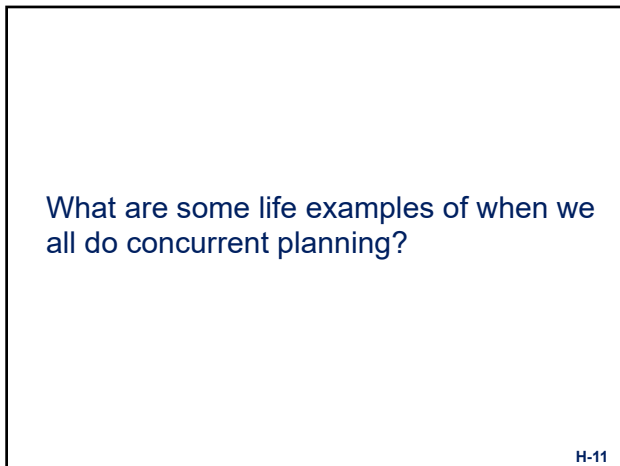 What are some life examples of when we
all do concurrent planning?
H-11